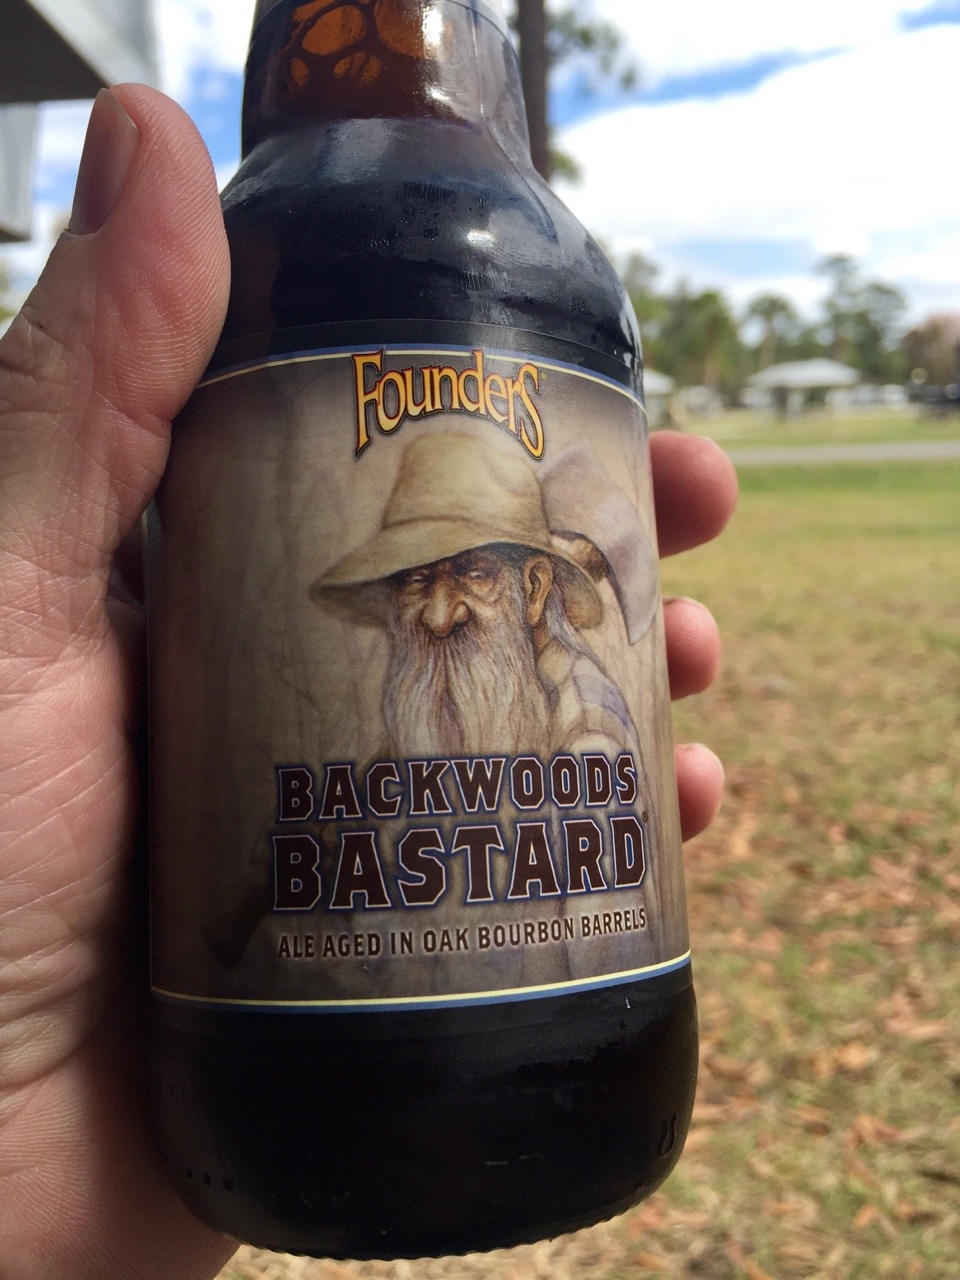 Founders
BACKWOODS
BASTARD®
ALE AGED IN OAK BOURBON BARRELS